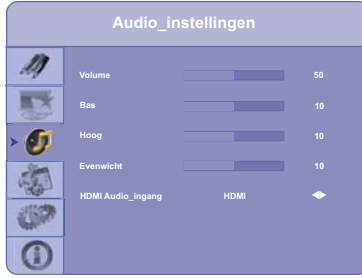 Audio_instellingen
Volume 50
Bas 10
Hoog 10
Evenwicht 10
HDMI Audio_ingang HDMI